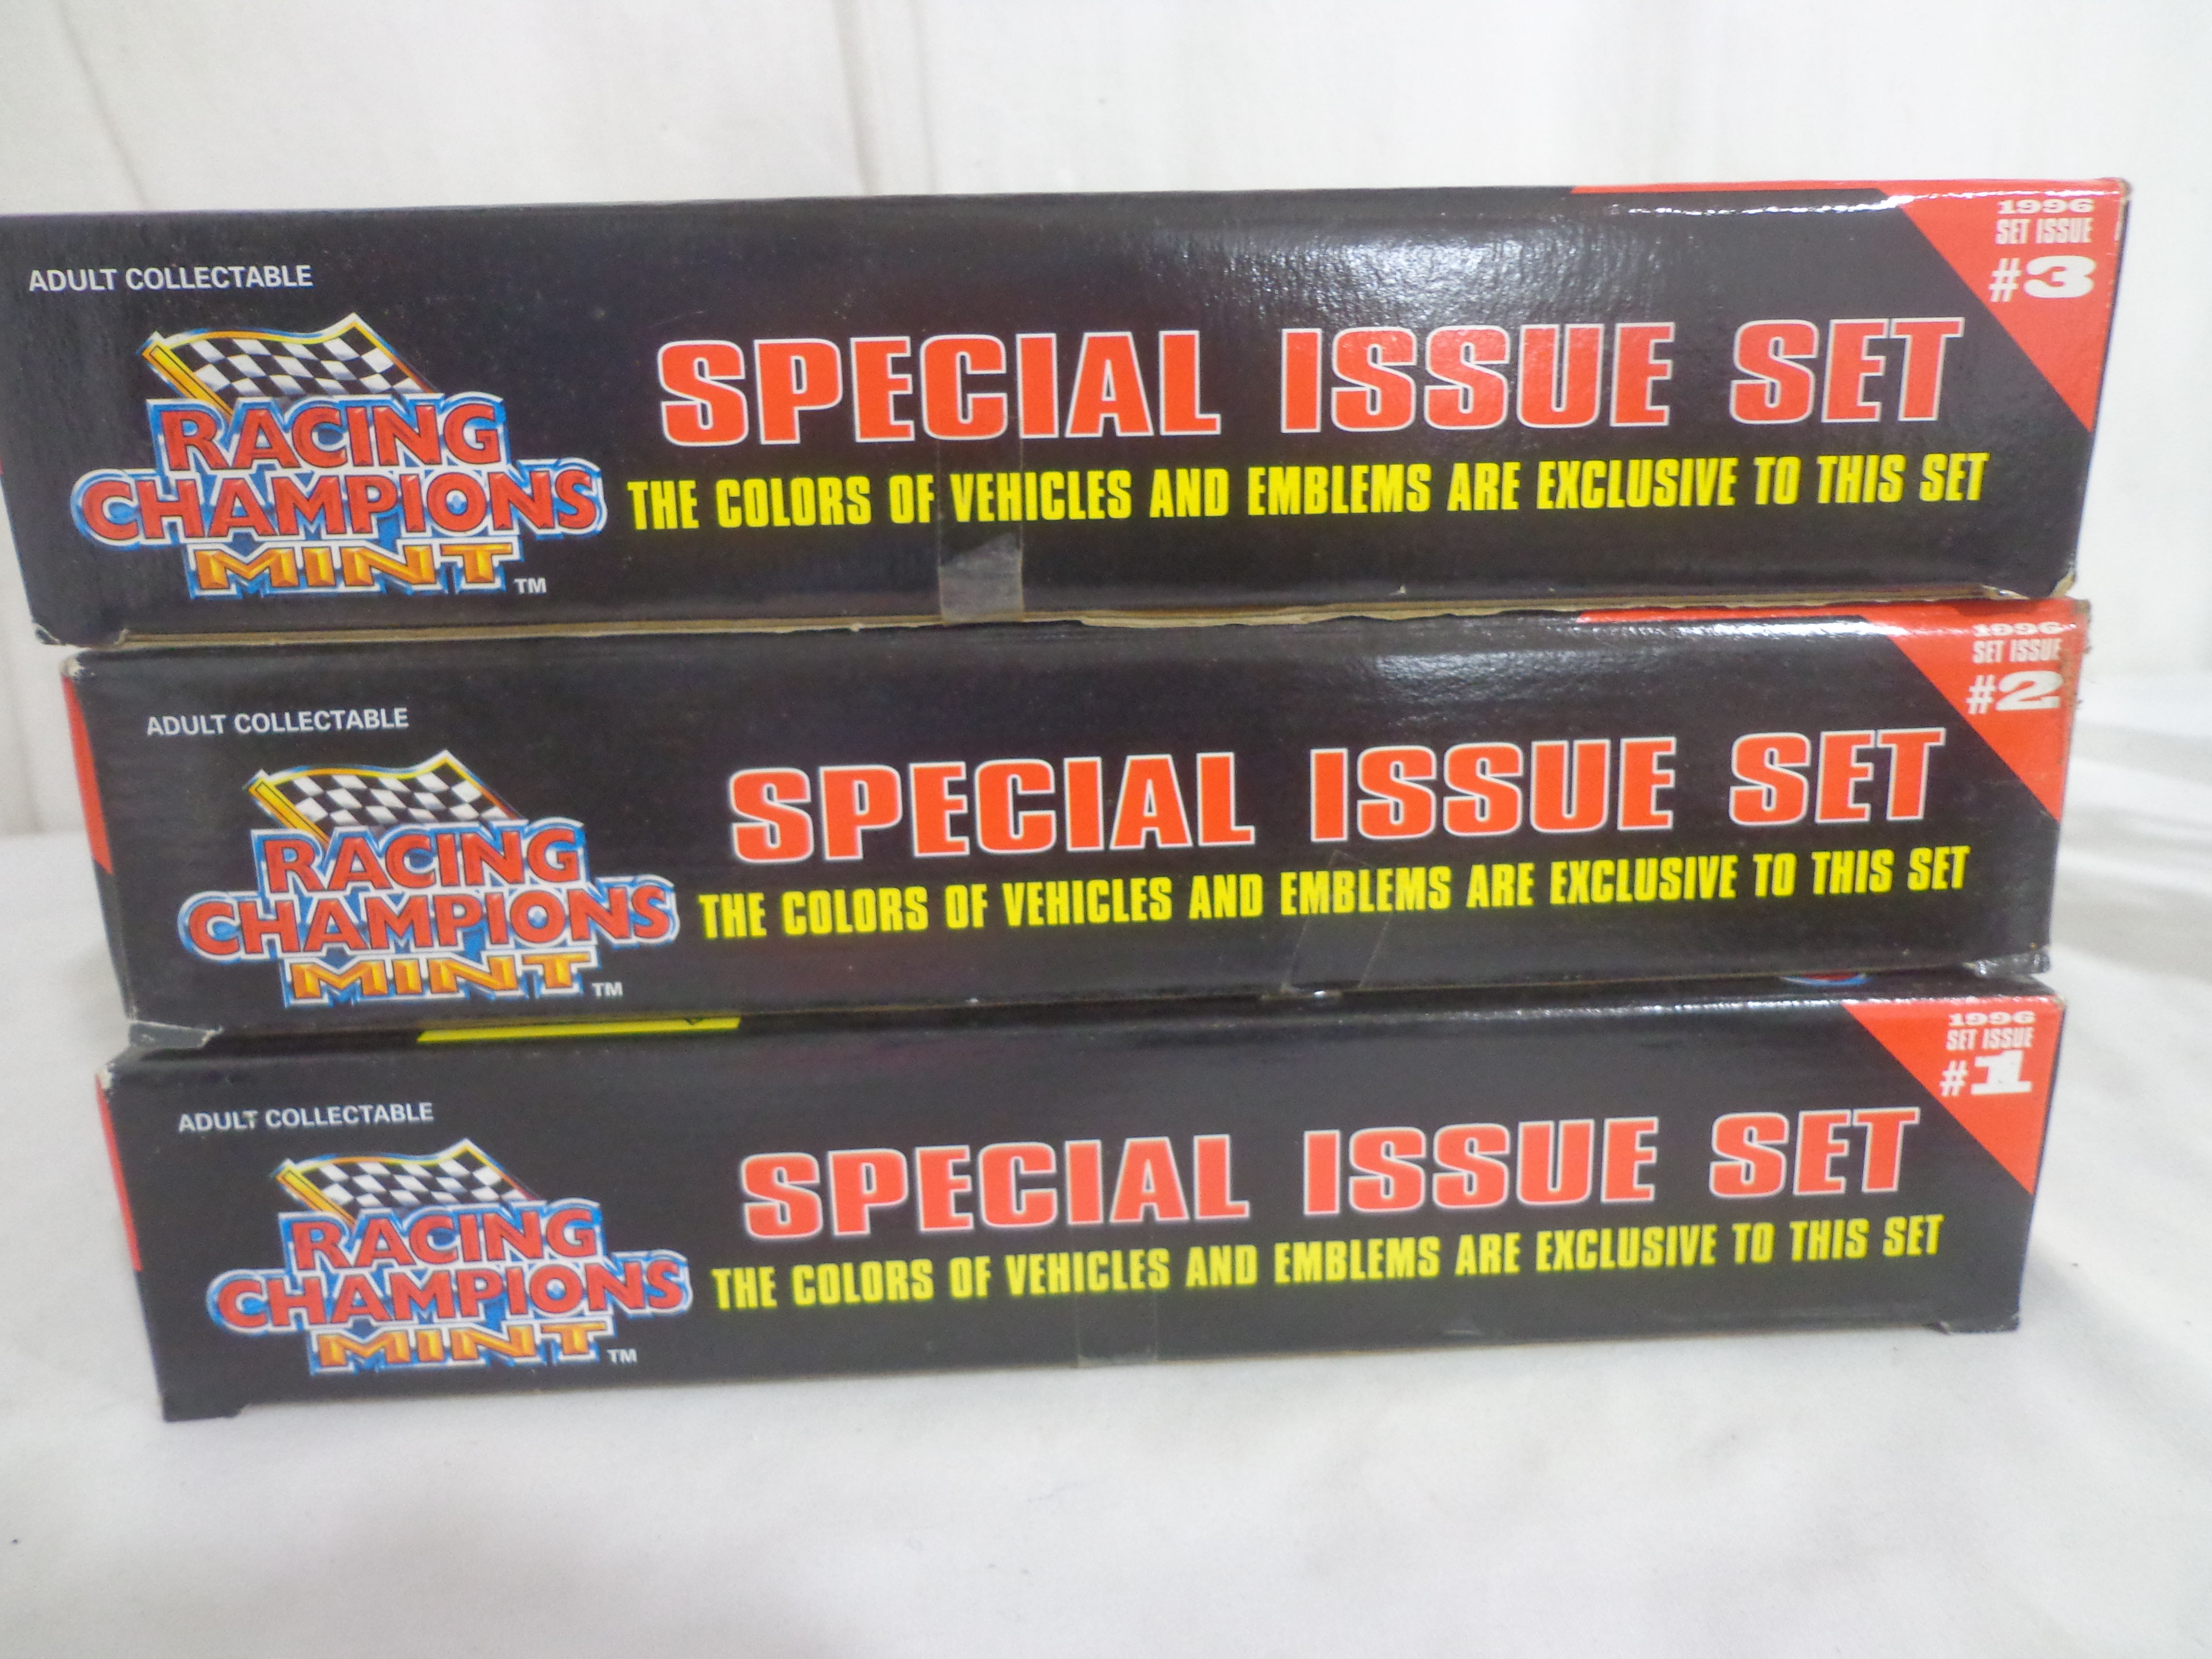 ADULT COLLECTABLE
1996
SET ISSUE
#3
RACING
CHAMPIONS
MINT TM
SPECIAL ISSUE SET
THE COLORS OF VEHICLES AND EMBLEMS ARE EXCLUSIVE TO THIS SET
ADULT COLLECTABLE
1996
SET ISSUE
#2
RACING
CHAMPIONS
MINT TM
SPECIAL ISSUE SET
THE COLORS OF VEHICLES AND EMBLEMS ARE EXCLUSIVE TO THIS SET
ADULT COLLECTABLE
1996
SET ISSUE
#1
RACING
CHAMPIONS
MINT TM
SPECIAL ISSUE SET
THE COLORS OF VEHICLES AND EMBLEMS ARE EXCLUSIVE TO THIS SET